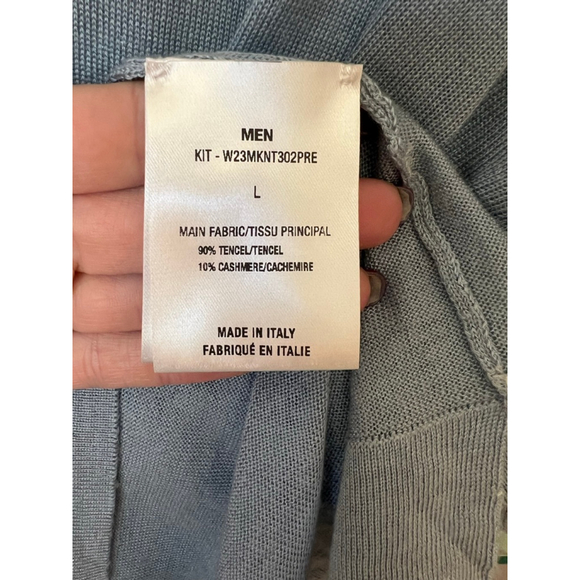 MEN
KIT - W23MKNT302PRE
L
MAIN FABRIC/TISSU PRINCIPAL
90% TENCEL/TENCEL
10% CASHMERE/CACHEMIRE
MADE IN ITALY
FABRIQUÉ EN ITALIE